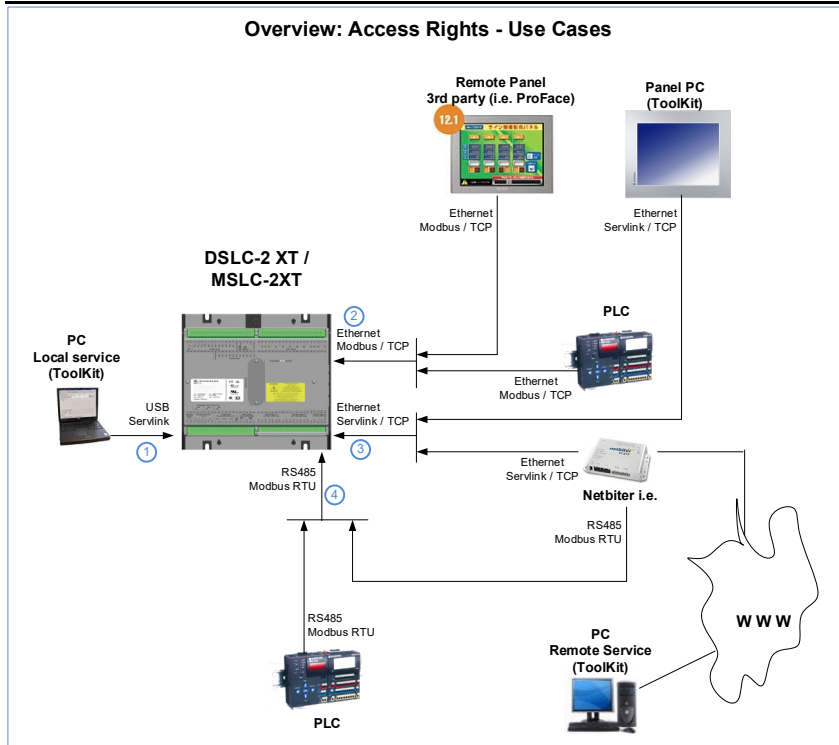 Overview: Access Rights - Use Cases
Remote Panel
3rd party (i.e. ProFace)
12.1
Panel PC
(ToolKit)
Ethernet
Modbus / TCP
Ethernet
Servlink / TCP
DSLC-2 XT /
MSLC-2XT
2
Ethernet
Modbus / TCP
PLC
PC
Local service
(ToolKit)
USB
Servlink
1
Ethernet
Modbus / TCP
Ethernet
Servlink / TCP
3
Ethernet
Servlink / TCP
netbiter
Netbiter i.e.
RS485
Modbus RTU
4
RS485
Modbus RTU
W W W
RS485
Modbus RTU
PLC
PC
Remote Service
(ToolKit)